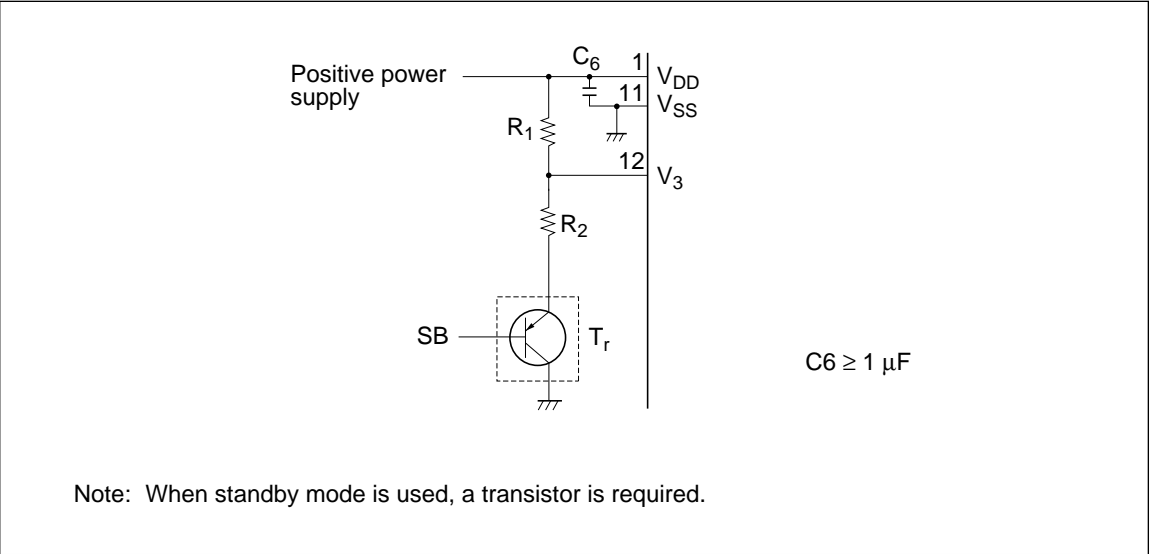 C6
1
Positive power
supply
VDD
11
VSS
R1
12
V3
R2
SB
Tr
C6 ≥ 1 μF
Note: When standby mode is used, a transistor is required.